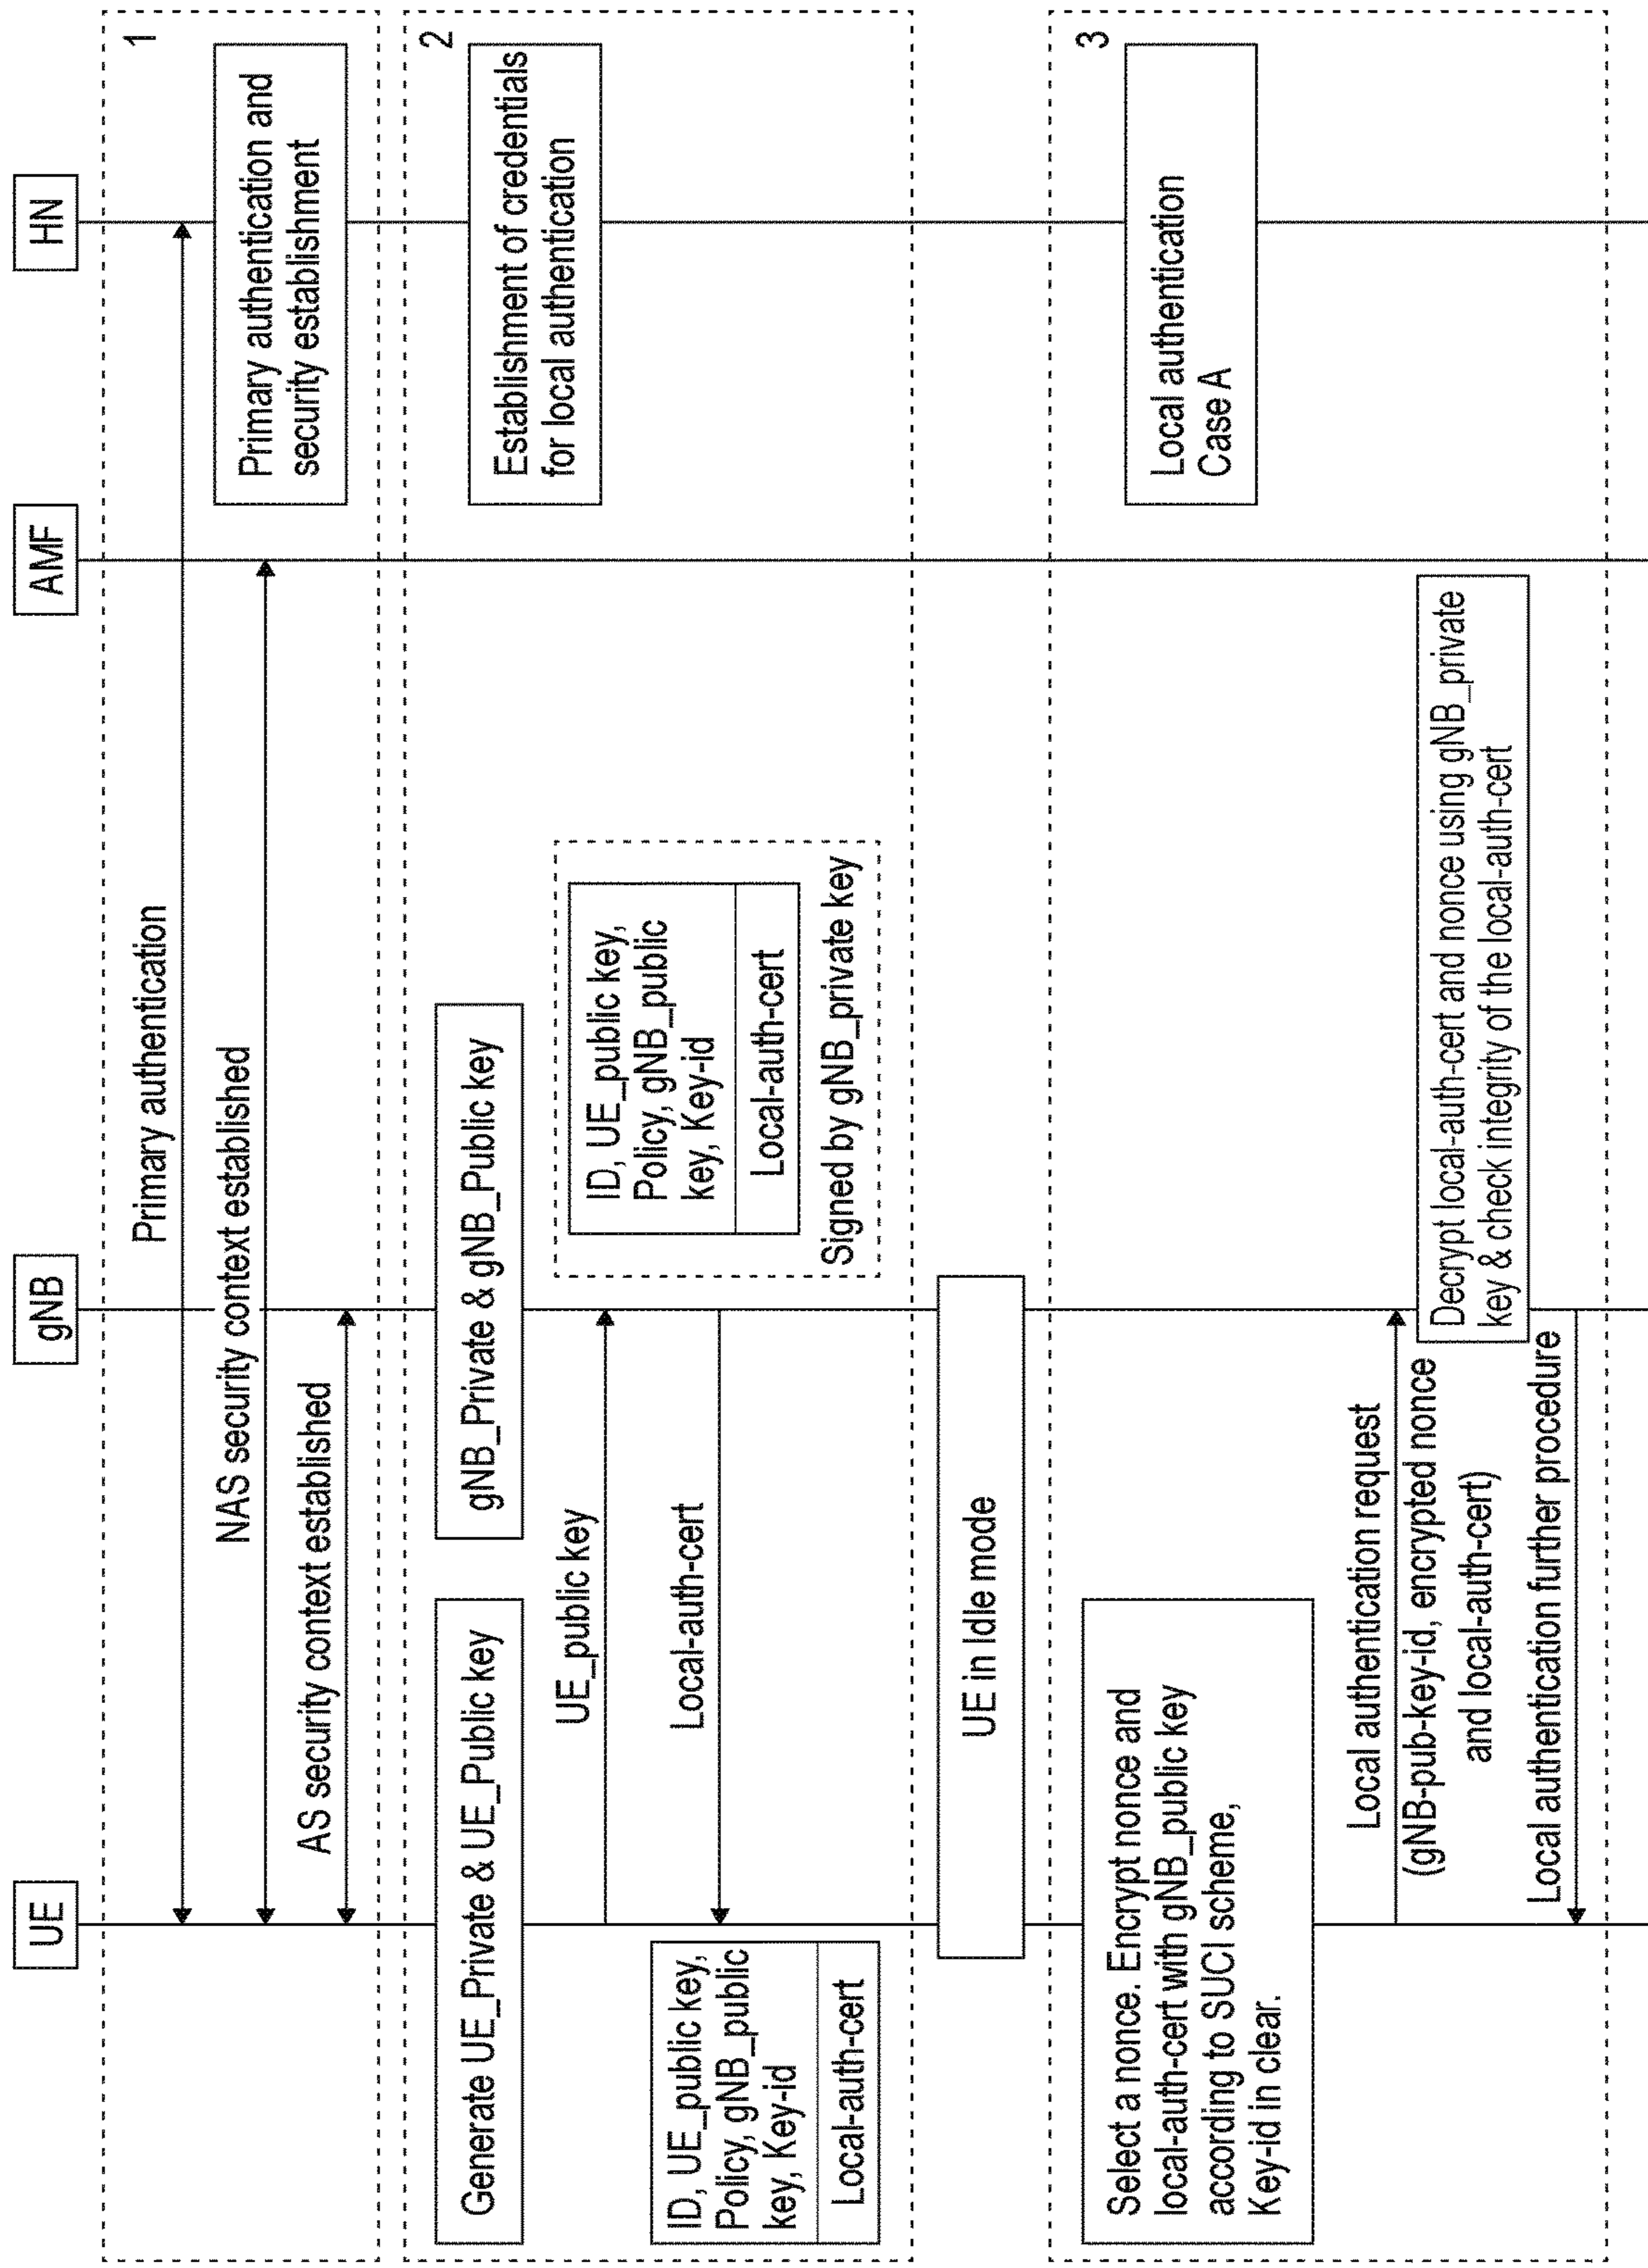 UE
gNB
AMF
HN
1
Primary authentication
Primary authentication and
security establishment
NAS security context established
AS security context established
2
Generate UE_Private & UE_Public key
gNB_Private & gNB_Public key
Establishment of credentials
for local authentication
UE_public key
ID, UE_public key,
Policy, gNB_public
key, Key-id
Local-auth-cert
Signed by gNB_private key
Local-auth-cert
ID, UE_public key,
Policy, gNB_public
key, Key-id
Local-auth-cert
UE in Idle mode
3
Select a nonce. Encrypt nonce and
local-auth-cert with gNB_public key
according to SUCI scheme,
Key-id in clear.
Local authentication
Case A
Local authentication request
(gNB-pub-key-id, encrypted nonce
and local-auth-cert)
Decrypt local-auth-cert and nonce using gNB_private
key & check integrity of the local-auth-cert
Local authentication further procedure